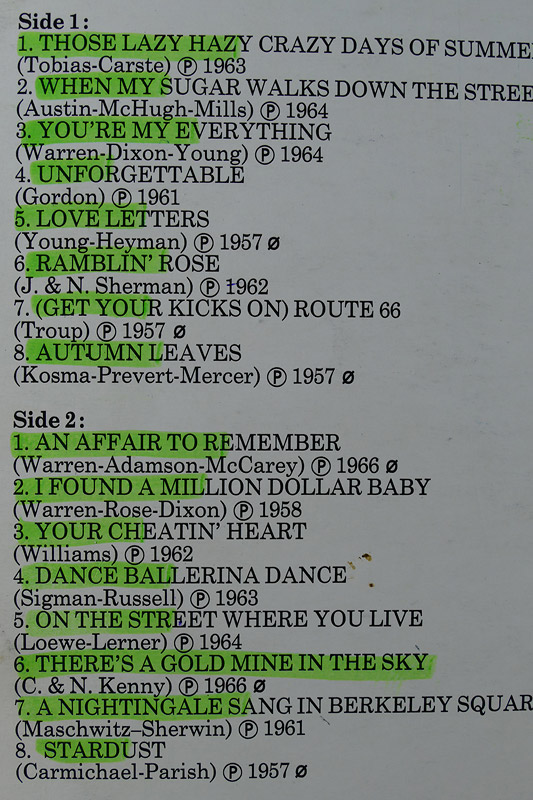 Side 1:
1. THOSE LAZY HAZY CRAZY DAYS OF SUMME
(Tobias-Carste) Ⓟ 1963
2. WHEN MY SUGAR WALKS DOWN THE STREE
(Austin-McHugh-Mills) Ⓟ 1964
3. YOU'RE MY EVERYTHING
(Warren-Dixon-Young) Ⓟ 1964
4. UNFORGETTABLE
(Gordon) Ⓟ 1961
5. LOVE LETTERS
(Young-Heyman) Ⓟ 1957 ø
6. RAMBLIN' ROSE
(J. & N. Sherman) Ⓟ 1962
7. (GET YOUR KICKS ON) ROUTE 66
(Troup) Ⓟ 1957 ø
8. AUTUMN LEAVES
(Kosma-Prevert-Mercer) Ⓟ 1957 ø
Side 2:
1. AN AFFAIR TO REMEMBER
(Warren-Adamson-McCarey) Ⓟ 1966 ø
2. I FOUND A MILLION DOLLAR BABY
(Warren-Rose-Dixon) Ⓟ 1958
3. YOUR CHEATIN' HEART
(Williams) Ⓟ 1962
4. DANCE BALLERINA DANCE
(Sigman-Russell) Ⓟ 1963
5. ON THE STREET WHERE YOU LIVE
(Loewe-Lerner) Ⓟ 1964
6. THERE'S A GOLD MINE IN THE SKY
(C. & N. Kenny) Ⓟ 1966 ø
7. A NIGHTINGALE SANG IN BERKELEY SQUAR
(Maschwitz–Sherwin) Ⓟ 1961
8. STARDUST
(Carmichael-Parish) Ⓟ 1957 ø